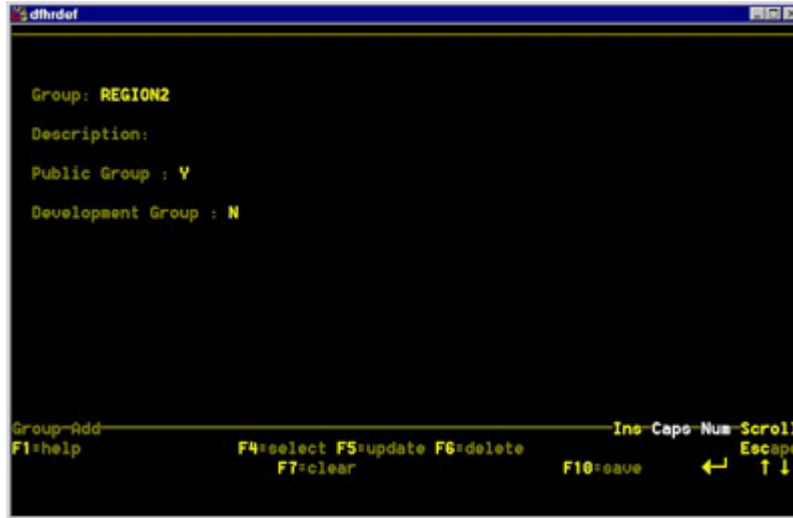 dfhrdef
Group: REGION2
Description:
Public Group : Y
Development Group : N
Group-Add Ins Caps Num Scroll
F1=help F4=select F5=update F6=delete Escape
F7=clear F10=save